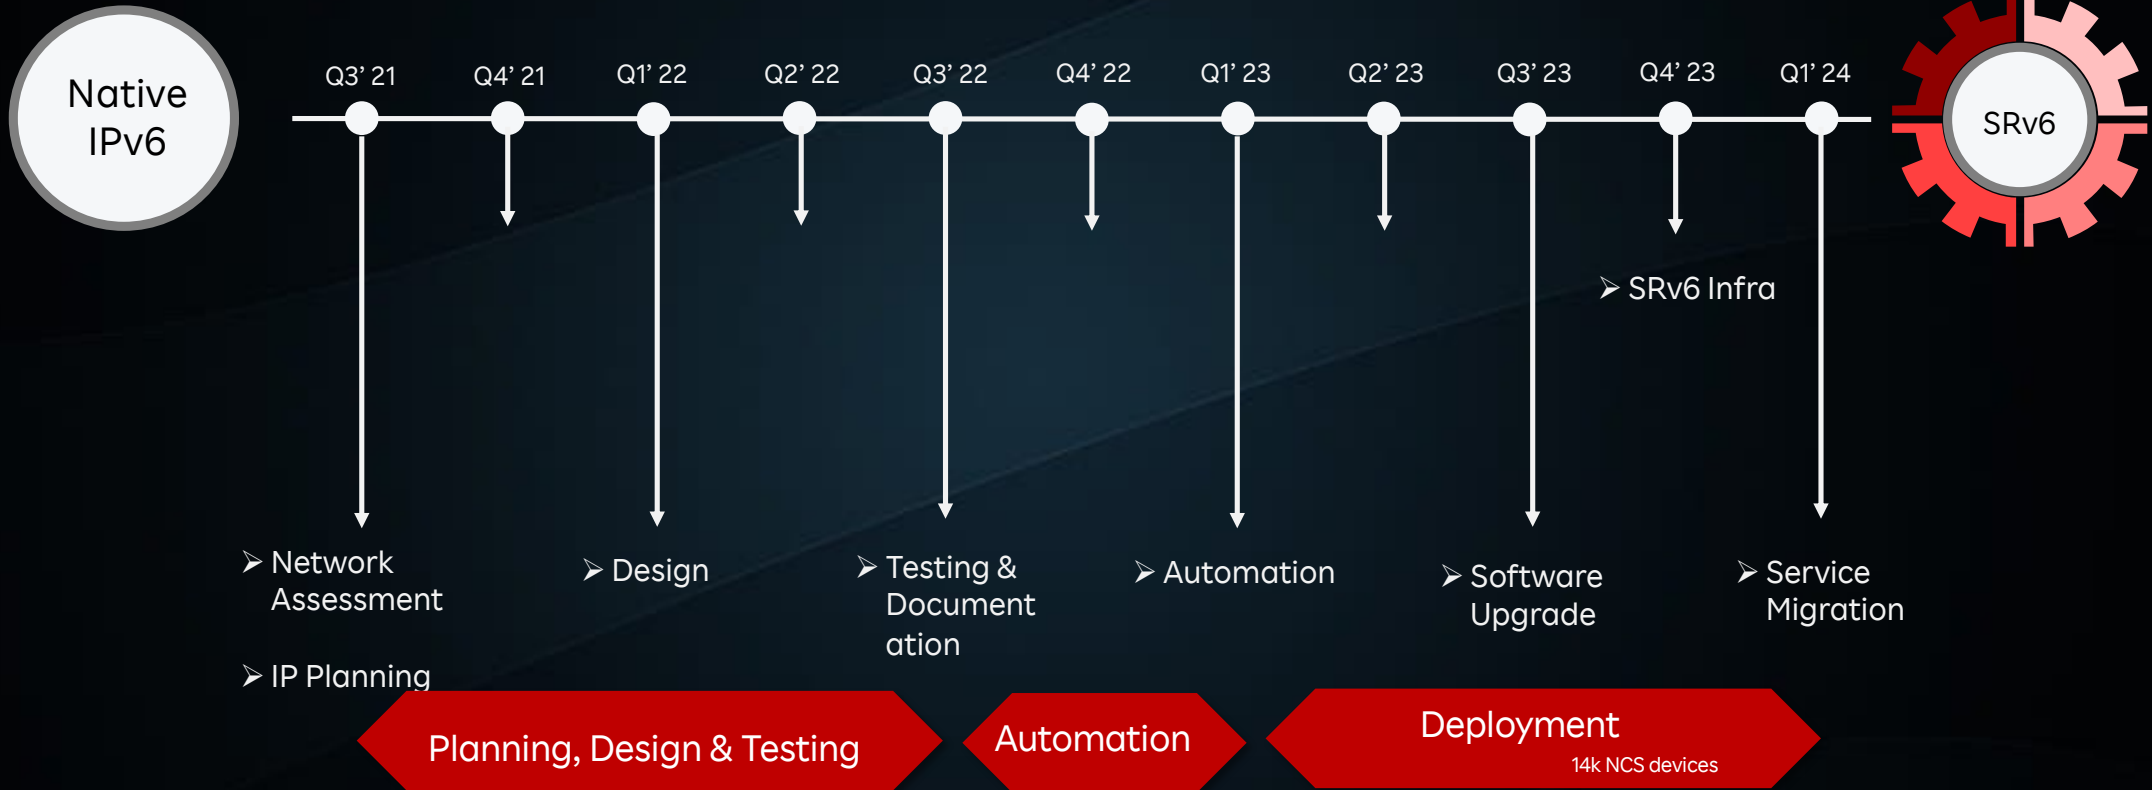 Native
IPv6
Q3’ 21
Q4’ 21
Q1’ 22
Q2’ 22
Q3’ 22
Q4’ 22
Q1’ 23
Q2’ 23
Q3’ 23
Q4’ 23
Q1’ 24
SRv6
➢ SRv6 Infra
➢ Network
Assessment
➢ IP Planning
➢ Design
➢ Testing &
Document
ation
➢ Automation
➢ Software
Upgrade
➢ Service
Migration
Planning, Design & Testing
Automation
Deployment
14k NCS devices